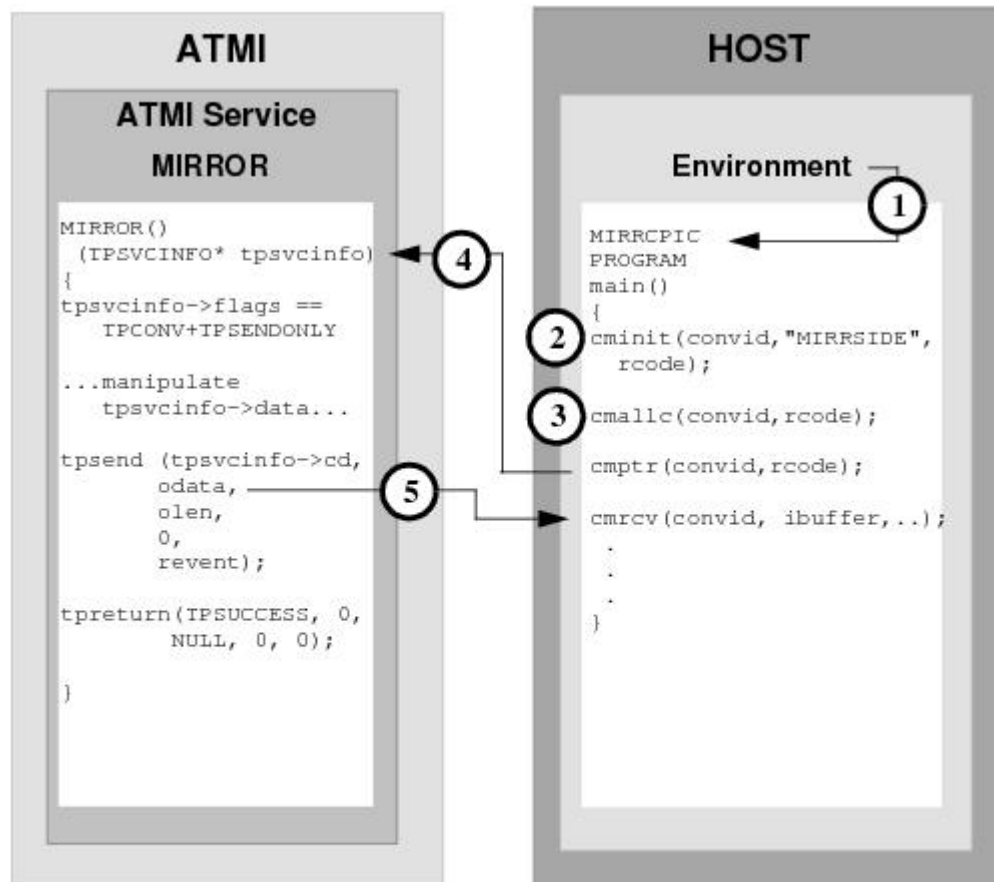 ATMI
ATMI Service
MIRROR
MIRROR()
(TPSVCINFO* tpsvcinfo)
{
tpsvcinfo->flags ==
TPCONV+TPSENDONLY
...manipulate
tpsvcinfo->data...
tpsend (tpsvcinfo->cd,
odata,
olen,
0,
revent);
tpreturn(TPSUCCESS, 0,
NULL, 0, 0);
}
4
5
HOST
Environment
1
MIRRCPIC
PROGRAM
main()
{
2
cminit(convid,"MIRRSIDE",
rcode);
3
cmallc(convid,rcode);
cmptr(convid,rcode);
cmrcv(convid, ibuffer,..);
.
.
.
}